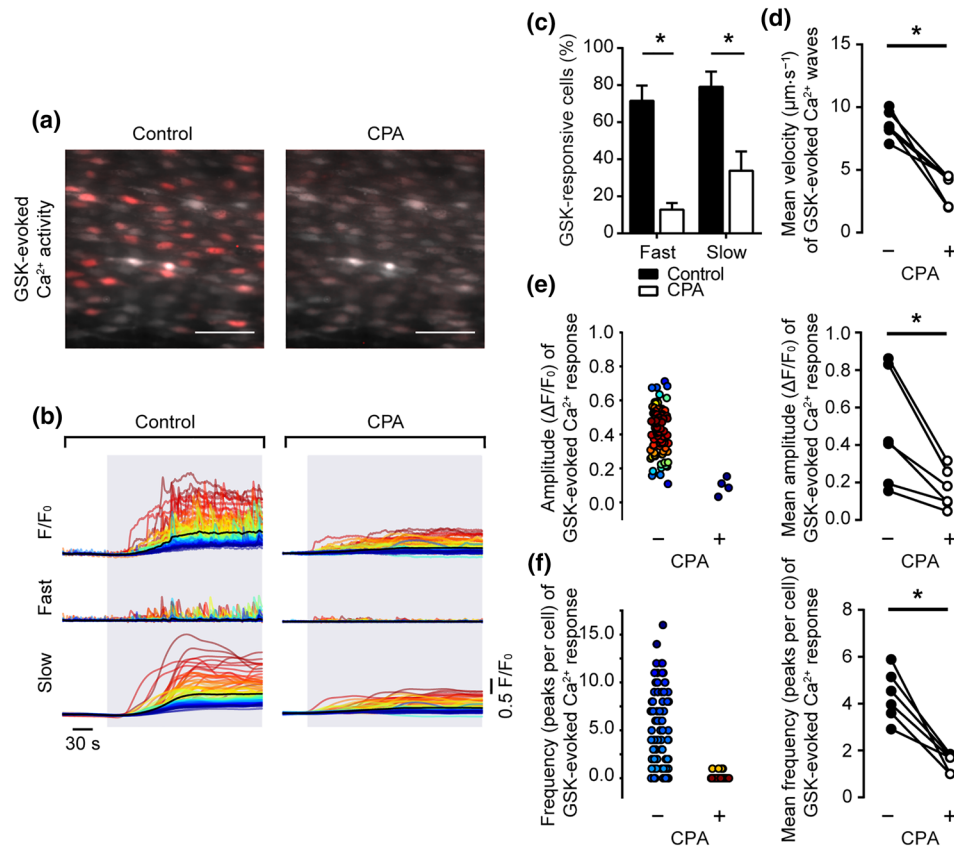 (a)
Control
CPA
GSK-evoked
Ca²⁺ activity
(b)
Control
CPA
F/F₀
Fast
Slow
30 s
0.5 F/F₀
(c)
GSK-responsive cells (%)
100
80
60
40
20
0
*
*
Fast
Slow
Control
CPA
(d)
Mean velocity (µm·s⁻¹)
of GSK-evoked Ca²⁺ waves
15
10
5
0
*
– +
CPA
(e)
Amplitude (ΔF/F₀) of
GSK-evoked Ca²⁺ response
1.0
0.8
0.6
0.4
0.2
0.0
– +
CPA
Mean amplitude (ΔF/F₀) of
GSK-evoked Ca²⁺ response
1.0
0.8
0.6
0.4
0.2
0.0
*
– +
CPA
(f)
Frequency (peaks per cell) of
GSK-evoked Ca²⁺ response
15.0
10.0
5.0
0.0
– +
CPA
Mean frequency (peaks per cell) of
GSK-evoked Ca²⁺ response
8
6
4
2
0
*
– +
CPA